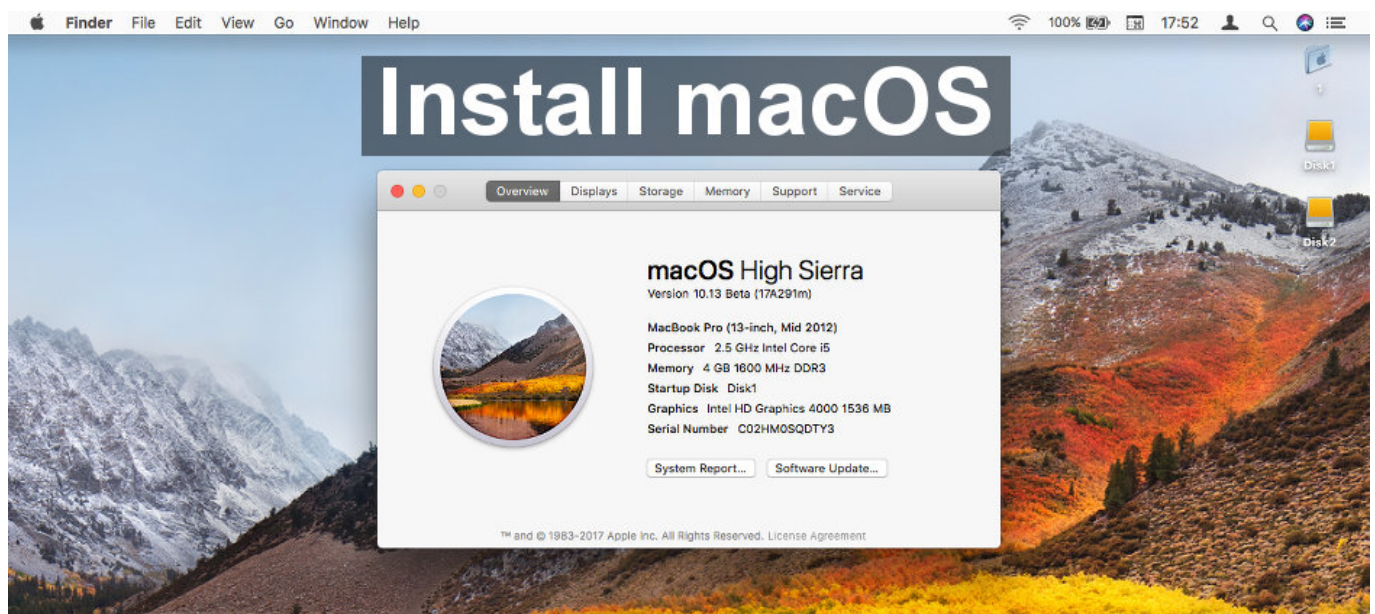 Finder File Edit View Go Window Help 100% 17:52
Install macOS
1
Disk1
Disk2
Overview Displays Storage Memory Support Service
macOS High Sierra
Version 10.13 Beta (17A291m)
MacBook Pro (13-inch, Mid 2012)
Processor 2.5 GHz Intel Core i5
Memory 4 GB 1600 MHz DDR3
Startup Disk Disk1
Graphics Intel HD Graphics 4000 1536 MB
Serial Number C02HM0SQDTY3
System Report... Software Update...
™ and © 1983-2017 Apple Inc. All Rights Reserved. License Agreement